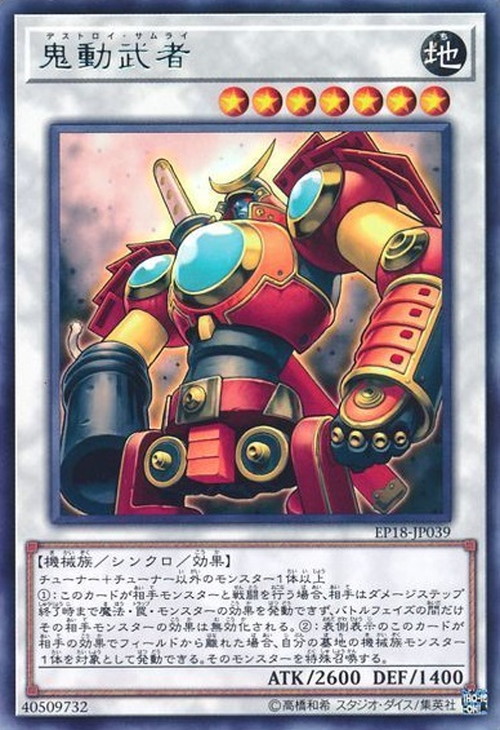 デストロイ・サムライ
鬼動武者
ち
地
EP18-JP039
【機械族／シンクロ／効果】
チューナー＋チューナー以外のモンスター１体以上
①：このカードが相手モンスターと戦闘を行う場合、相手はダメージステップ
終了時まで魔法・罠・モンスターの効果を発動できず、バトルフェイズの間だけ
その相手モンスターの効果は無効化される。②：表側表示のこのカードが
相手の効果でフィールドから離れた場合、自分の墓地の機械族モンスター
１体を対象として発動できる。そのモンスターを特殊召喚する。
ATK/2600 DEF/1400
40509732 ©高橋和希 スタジオ・ダイス/集英社